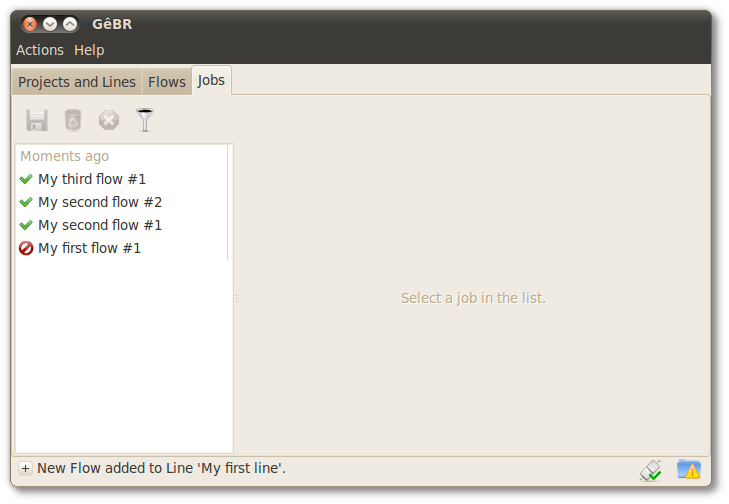 GêBR
Actions Help
Projects and Lines Flows Jobs
Moments ago
My third flow #1
My second flow #2
My second flow #1
My first flow #1
Select a job in the list.
New Flow added to Line 'My first line'.